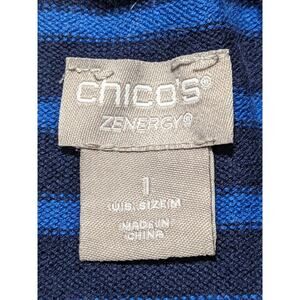 chico's®
ZENERGY®
1
U.S. SIZE M
MADE IN
CHINA